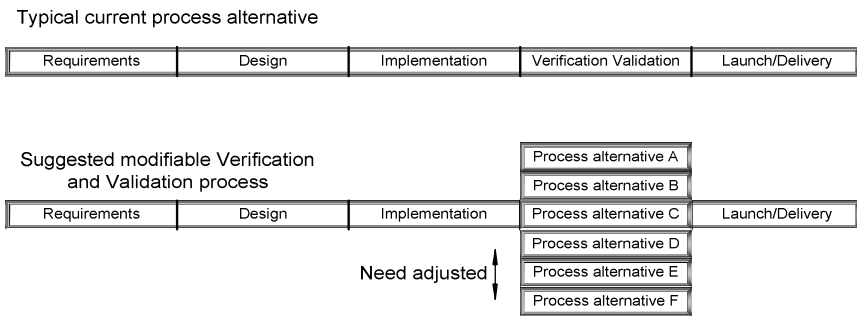 Typical current process alternative
Requirements Design Implementation Verification Validation Launch/Delivery
Suggested modifiable Verification
and Validation process
Process alternative A
Process alternative B
Requirements Design Implementation Process alternative C Launch/Delivery
Process alternative D
Need adjusted
Process alternative E
Process alternative F